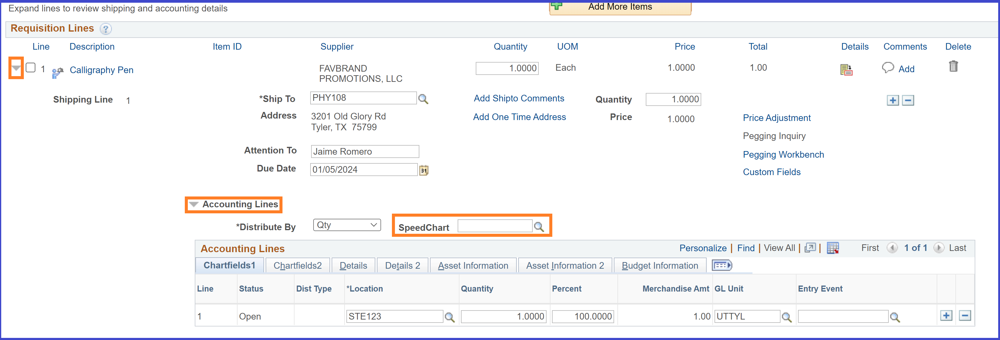 Expand lines to review shipping and accounting details
Add More Items
Requisition Lines ?
Line Description Item ID Supplier Quantity UOM Price Total Details Comments Delete
1 Calligraphy Pen FAVBRAND PROMOTIONS, LLC 1.0000 Each 1.0000 1.00 Add
Shipping Line 1 *Ship To PHY108 Add Shipto Comments Quantity 1.0000
Address 3201 Old Glory Rd Add One Time Address Price 1.0000 Price Adjustment
Tyler, TX 75799
Pegging Inquiry
Attention To Jaime Romero Pegging Workbench
Due Date 01/05/2024 31 Custom Fields
Accounting Lines
*Distribute By Qty SpeedChart
Accounting Lines Personalize | Find | View All | | First 1 of 1 Last
Chartfields1 Chartfields2 Details Details 2 Asset Information Asset Information 2 Budget Information
Line Status Dist Type *Location Quantity Percent Merchandise Amt GL Unit Entry Event
1 Open STE123 1.0000 100.0000 1.00 UTTYL